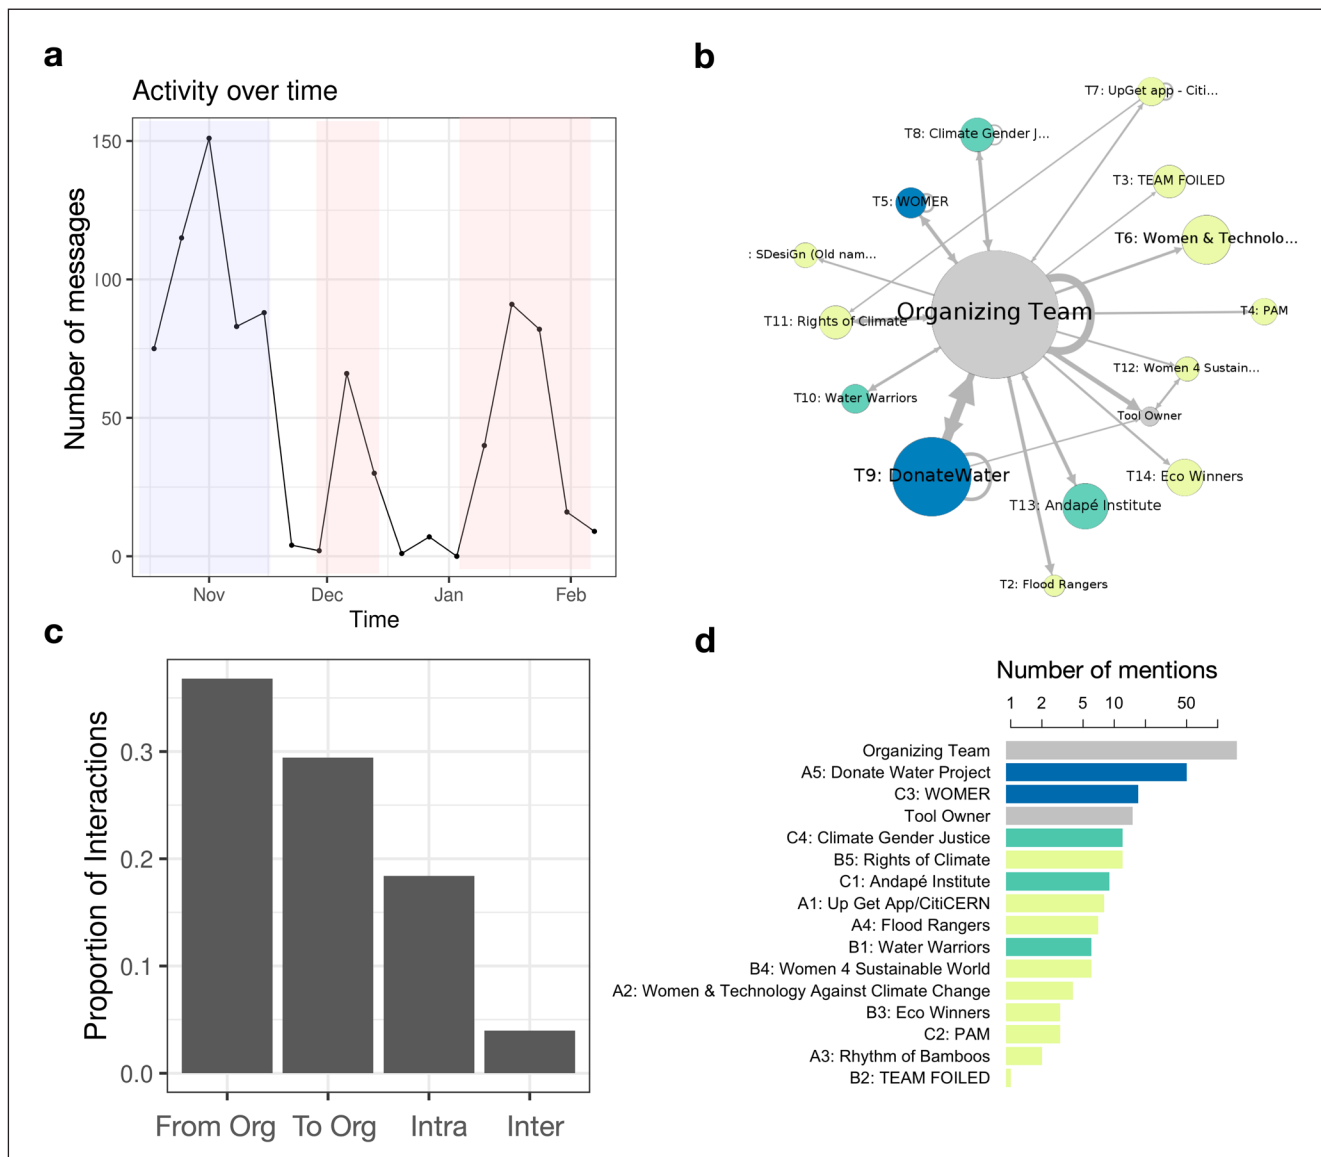 a
Activity over time
Number of messages
150
100
50
0
Nov Dec Jan Feb
Time
b
T7: UpGet app - Citi...
T8: Climate Gender J...
T3: TEAM FOILED
T5: WOMER
T6: Women & Technolo...
: SDesiGn (Old nam...
Organizing Team
T4: PAM
T11: Rights of Climate
T12: Women 4 Sustain...
T10: Water Warriors
Tool Owner
T9: DonateWater
T14: Eco Winners
T13: Andapé Institute
T2: Flood Rangers
c
Proportion of Interactions
0.3
0.2
0.1
0.0
From Org To Org Intra Inter
d
Number of mentions
1 2 5 10 50
Organizing Team
A5: Donate Water Project
C3: WOMER
Tool Owner
C4: Climate Gender Justice
B5: Rights of Climate
C1: Andapé Institute
A1: Up Get App/CitiCERN
A4: Flood Rangers
B1: Water Warriors
B4: Women 4 Sustainable World
A2: Women & Technology Against Climate Change
B3: Eco Winners
C2: PAM
A3: Rhythm of Bamboos
B2: TEAM FOILED